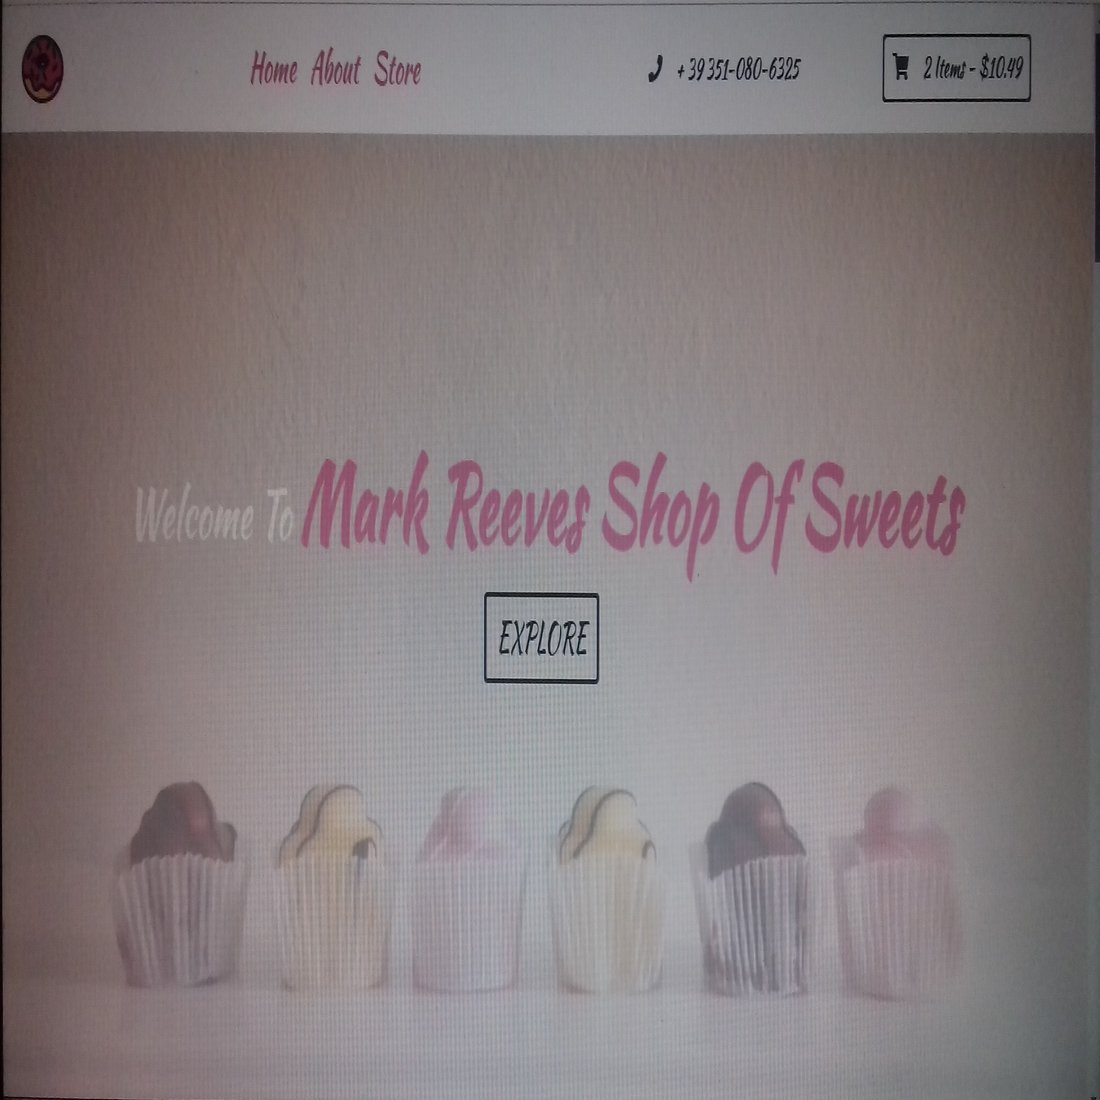 Home About Store
+39 351-080-6325
2 Items - $10.49
Welcome To Mark Reeves Shop Of Sweets
EXPLORE